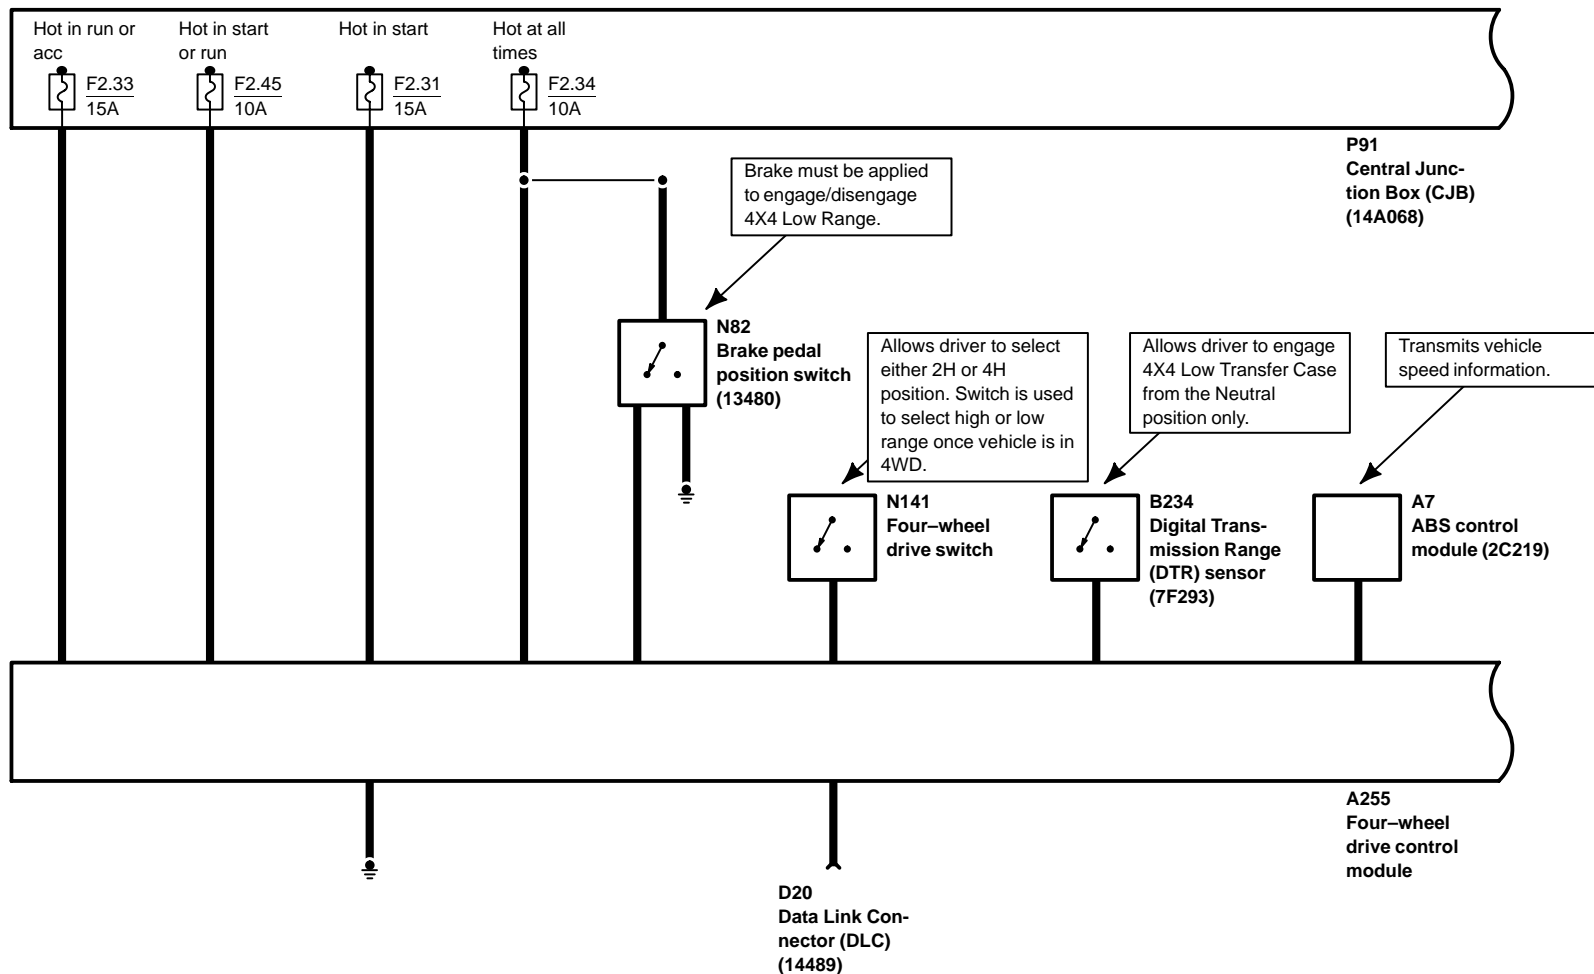 Hot in run or
acc
F2.33
15A
Hot in start
or run
F2.45
10A
Hot in start
F2.31
15A
Hot at all
times
F2.34
10A
P91
Central Junc-
tion Box (CJB)
(14A068)
Brake must be applied
to engage/disengage
4X4 Low Range.
N82
Brake pedal
position switch
(13480)
Allows driver to select
either 2H or 4H
position. Switch is used
to select high or low
range once vehicle is in
4WD.
Allows driver to engage
4X4 Low Transfer Case
from the Neutral
position only.
Transmits vehicle
speed information.
N141
Four–wheel
drive switch
B234
Digital Trans-
mission Range
(DTR) sensor
(7F293)
A7
ABS control
module (2C219)
A255
Four–wheel
drive control
module
D20
Data Link Con-
nector (DLC)
(14489)